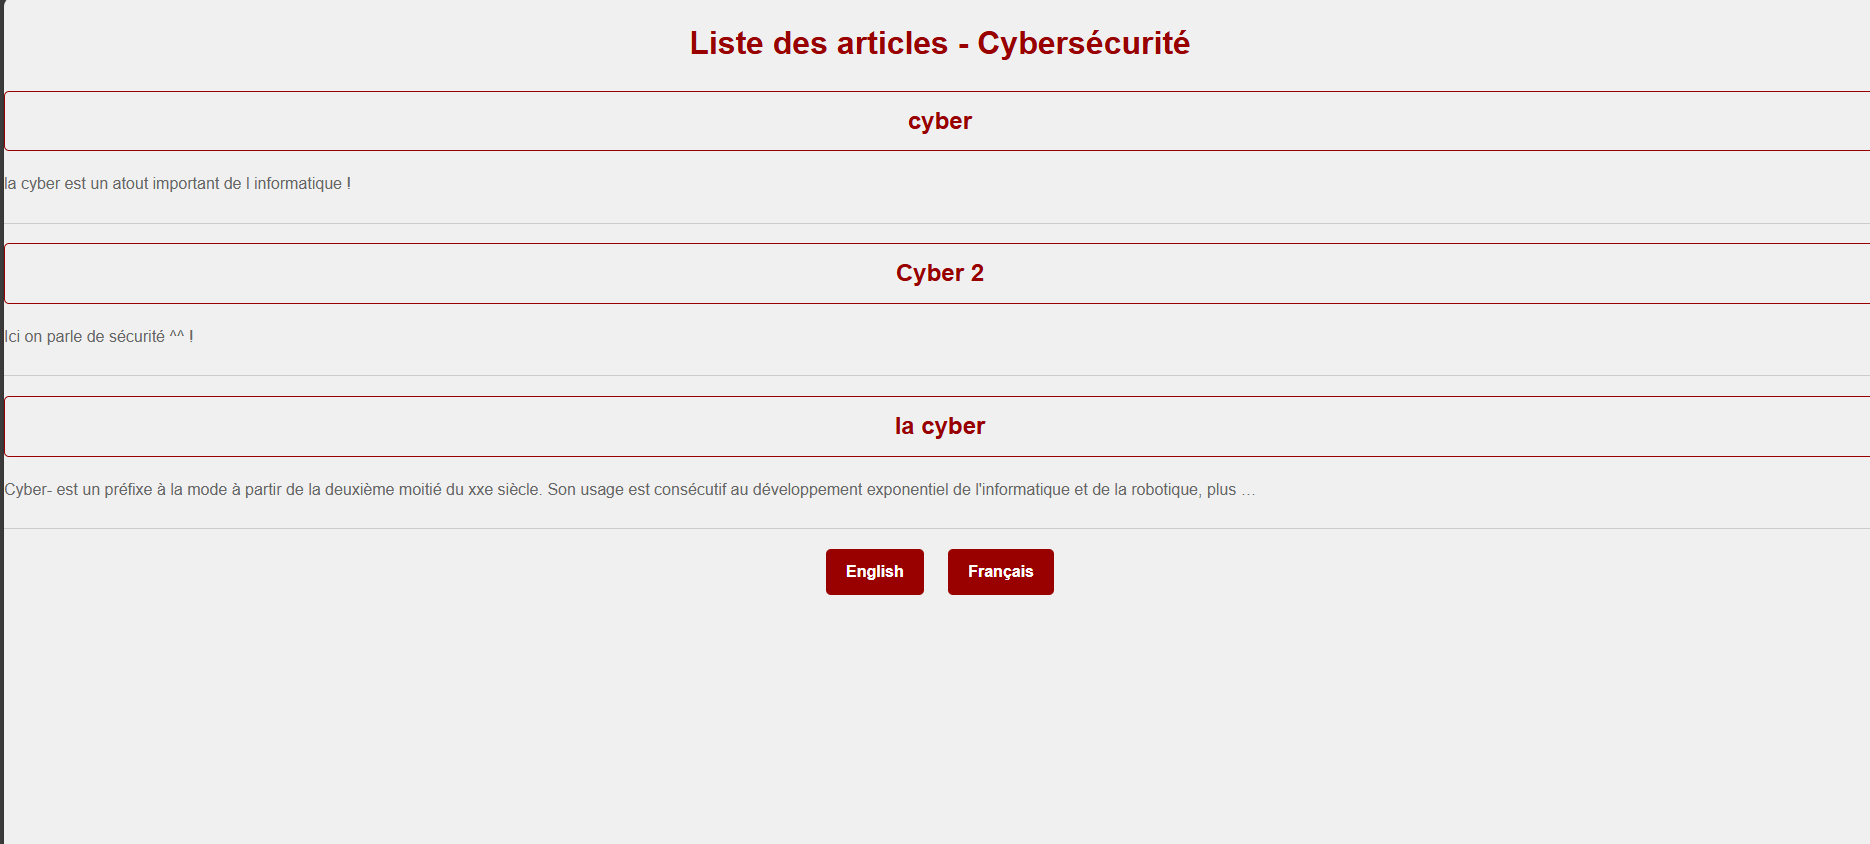 Liste des articles - Cybersécurité
cyber
la cyber est un atout important de l informatique !
Cyber 2
Ici on parle de sécurité ^^ !
la cyber
Cyber- est un préfixe à la mode à partir de la deuxième moitié du xxe siècle. Son usage est consécutif au développement exponentiel de l'informatique et de la robotique, plus …
English Français